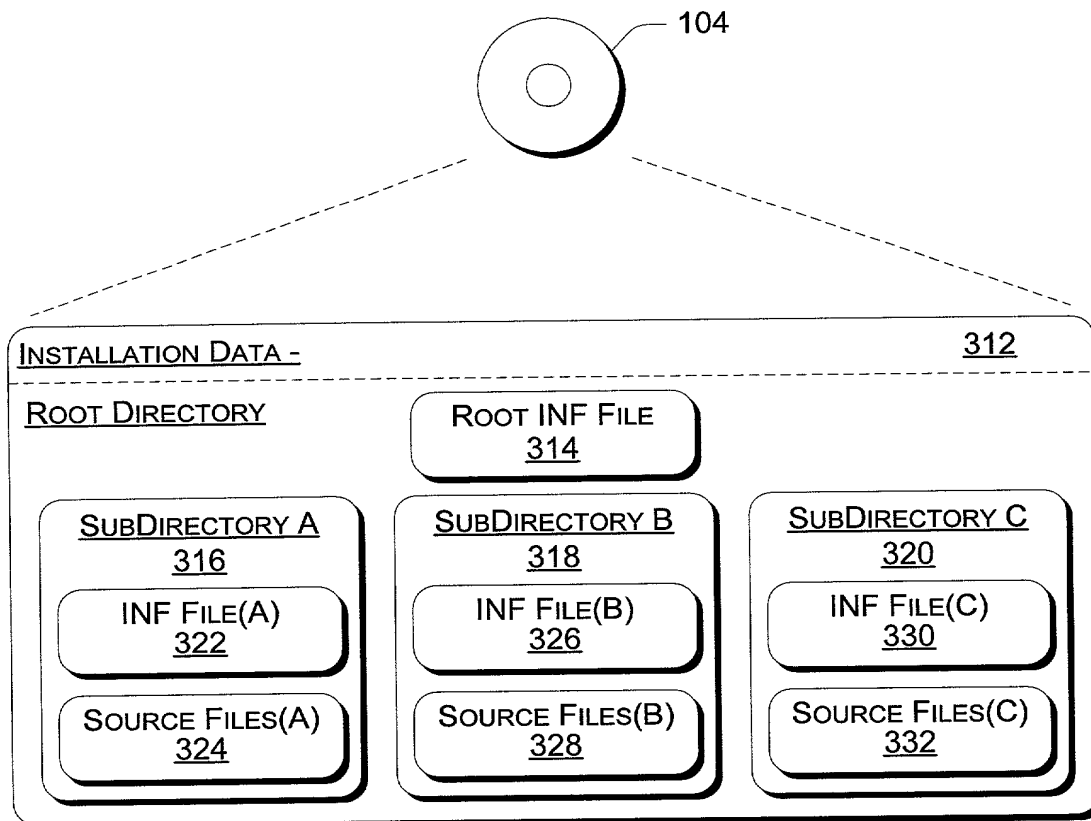 104
INSTALLATION DATA - 312
ROOT DIRECTORY
ROOT INF FILE
314
SUBDIRECTORY A
316
INF FILE(A)
322
SOURCE FILES(A)
324
SUBDIRECTORY B
318
INF FILE(B)
326
SOURCE FILES(B)
328
SUBDIRECTORY C
320
INF FILE(C)
330
SOURCE FILES(C)
332